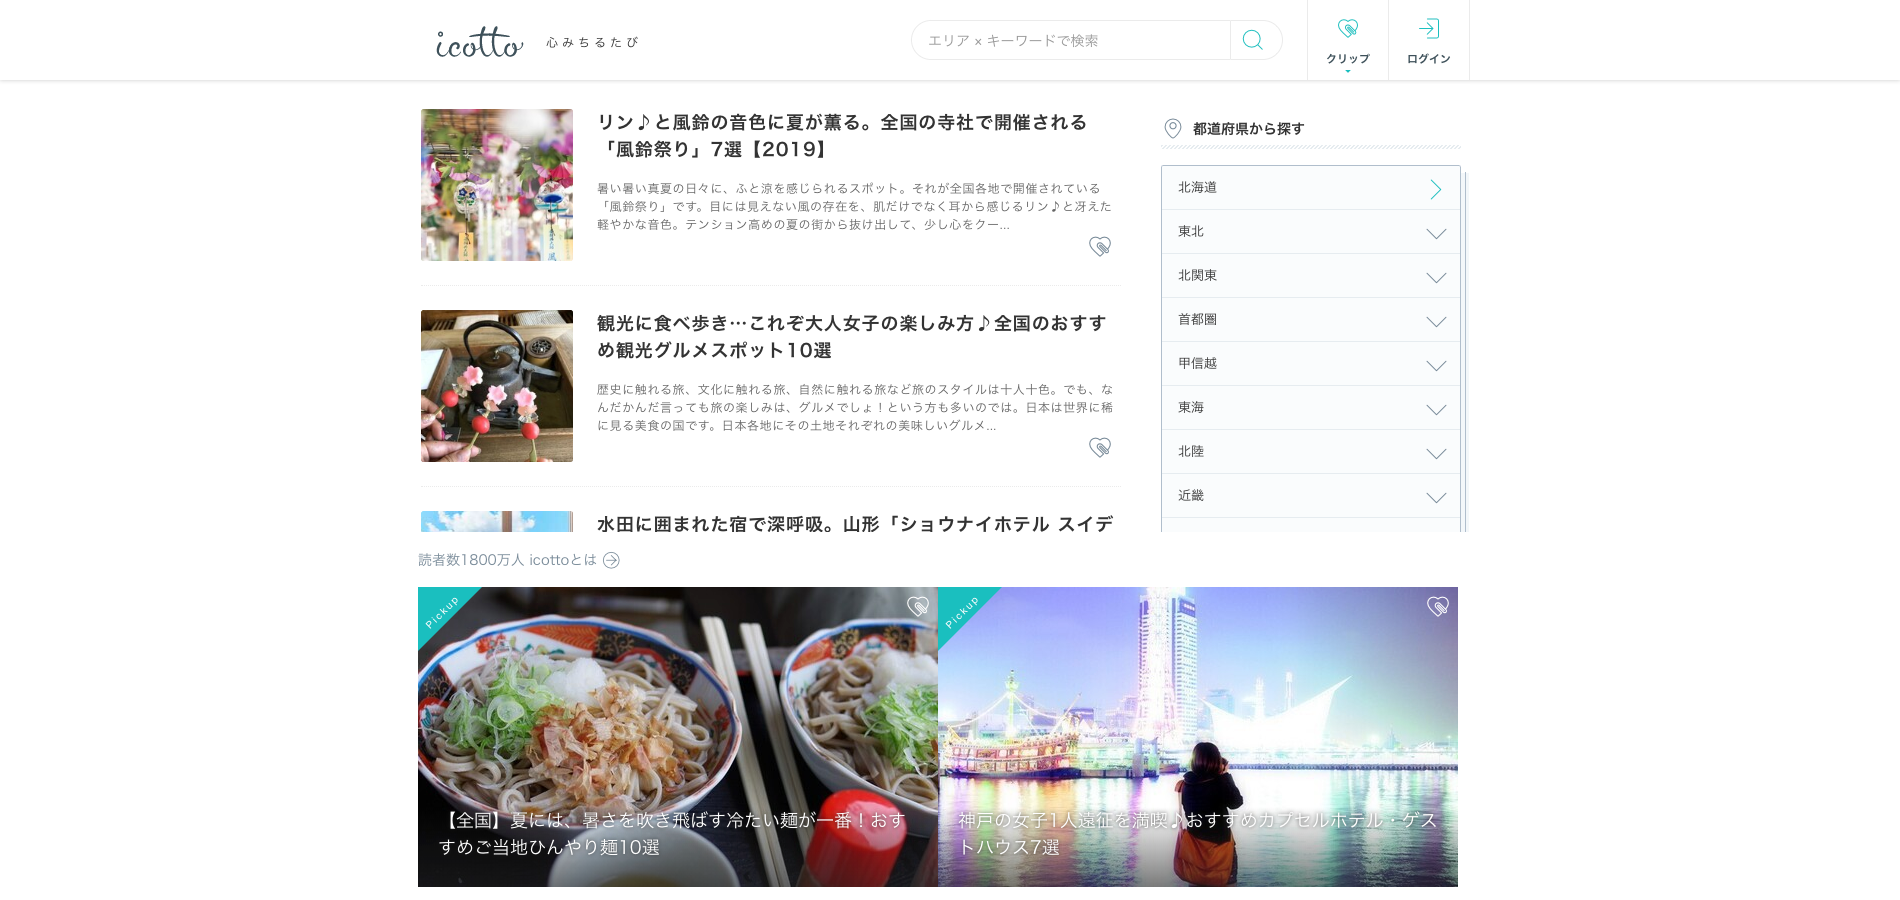 icotto
心みちるたび
エリア × キーワードで検索
クリップ
ログイン
リン♪と風鈴の音色に夏が薫る。全国の寺社で開催される
「風鈴祭り」7選【2019】
暑い暑い真夏の日々に、ふと涼を感じられるスポット。それが全国各地で開催されている
「風鈴祭り」です。目には見えない風の存在を、肌だけでなく耳から感じるリン♪と冴えた
軽やかな音色。テンション高めの夏の街から抜け出して、少し心をクー...
観光に食べ歩き…これぞ大人女子の楽しみ方♪全国のおすす
め観光グルメスポット10選
歴史に触れる旅、文化に触れる旅、自然に触れる旅など旅のスタイルは十人十色。でも、な
んだかんだ言っても旅の楽しみは、グルメでしょ！という方も多いのでは。日本は世界に稀
に見る美食の国です。日本各地にその土地それぞれの美味しいグルメ...
水田に囲まれた宿で深呼吸。山形「ショウナイホテル スイデ
都道府県から探す
北海道
東北
北関東
首都圏
甲信越
東海
北陸
近畿
読者数1800万人 icottoとは
Pickup
【全国】夏には、暑さを吹き飛ばす冷たい麺が一番！おす
すめご当地ひんやり麺10選
Pickup
神戸の女子1人遠征を満喫♪おすすめカプセルホテル・ゲス
トハウス7選